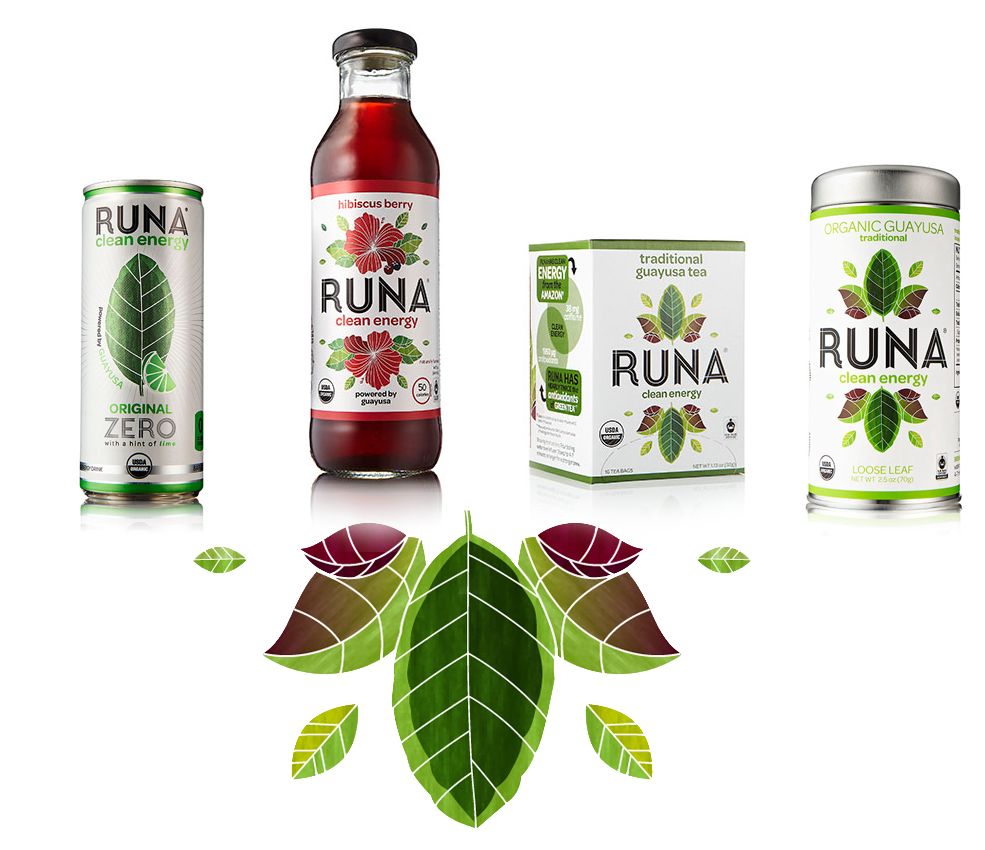 RUNA
clean energy
Powered by GUAYUSA
ORIGINAL
ZERO
with a hint of lime
USDA
ORGANIC
hibiscus berry
RUNA
clean energy
USDA
ORGANIC
powered by
guayusa
50
calories
traditional
guayusa tea
ENERGY
from the
AMAZON
CLEAN
ENERGY
antioxidants
RUNA HAS
antioxidants
GREEN TEA
RUNA®
clean energy
USDA
ORGANIC
16 TEA BAGS
ORGANIC GUAYUSA
traditional
RUNA®
clean energy
USDA
ORGANIC
LOOSE LEAF
NET WT 2.5 oz (70g)